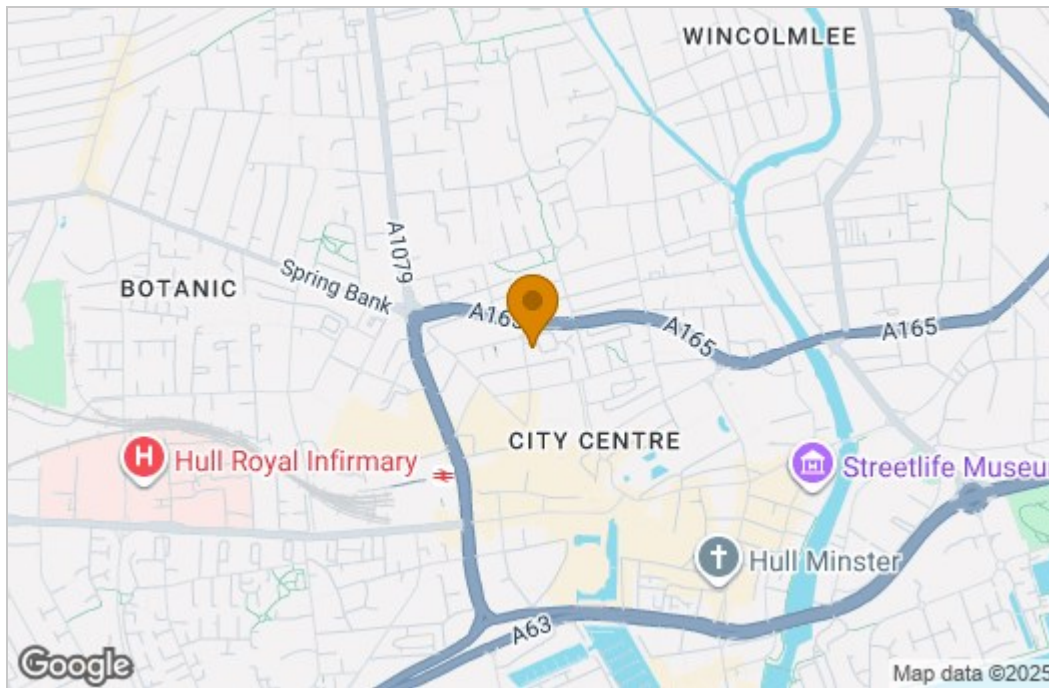 WINCOLMLEE
A1079
Spring Bank
BOTANIC
A165
A165
CITY CENTRE
H
Hull Royal Infirmary
Streetlife Museu
Hull Minster
A63
Google
Map data ©2025